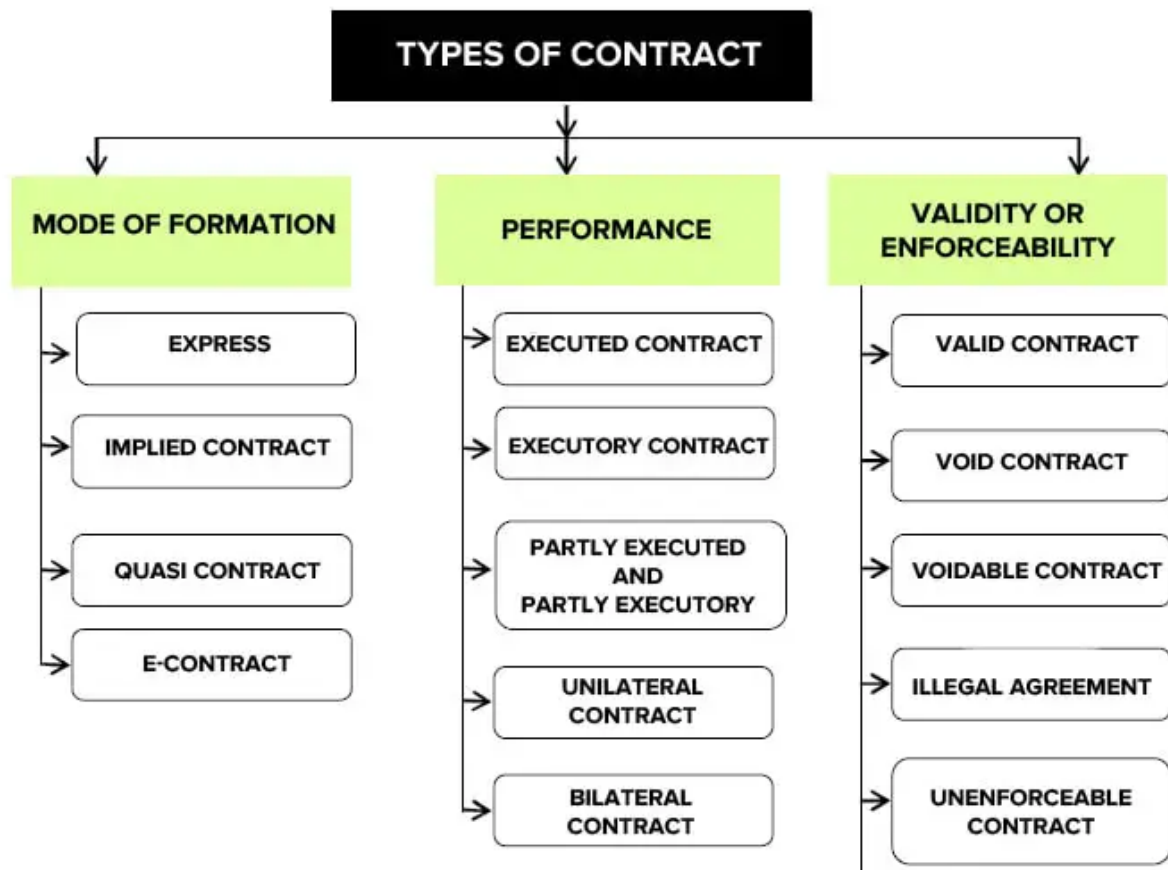 TYPES OF CONTRACT
MODE OF FORMATION
EXPRESS
IMPLIED CONTRACT
QUASI CONTRACT
E-CONTRACT
PERFORMANCE
EXECUTED CONTRACT
EXECUTORY CONTRACT
PARTLY EXECUTED
AND
PARTLY EXECUTORY
UNILATERAL
CONTRACT
BILATERAL
CONTRACT
VALIDITY OR
ENFORCEABILITY
VALID CONTRACT
VOID CONTRACT
VOIDABLE CONTRACT
ILLEGAL AGREEMENT
UNENFORCEABLE
CONTRACT